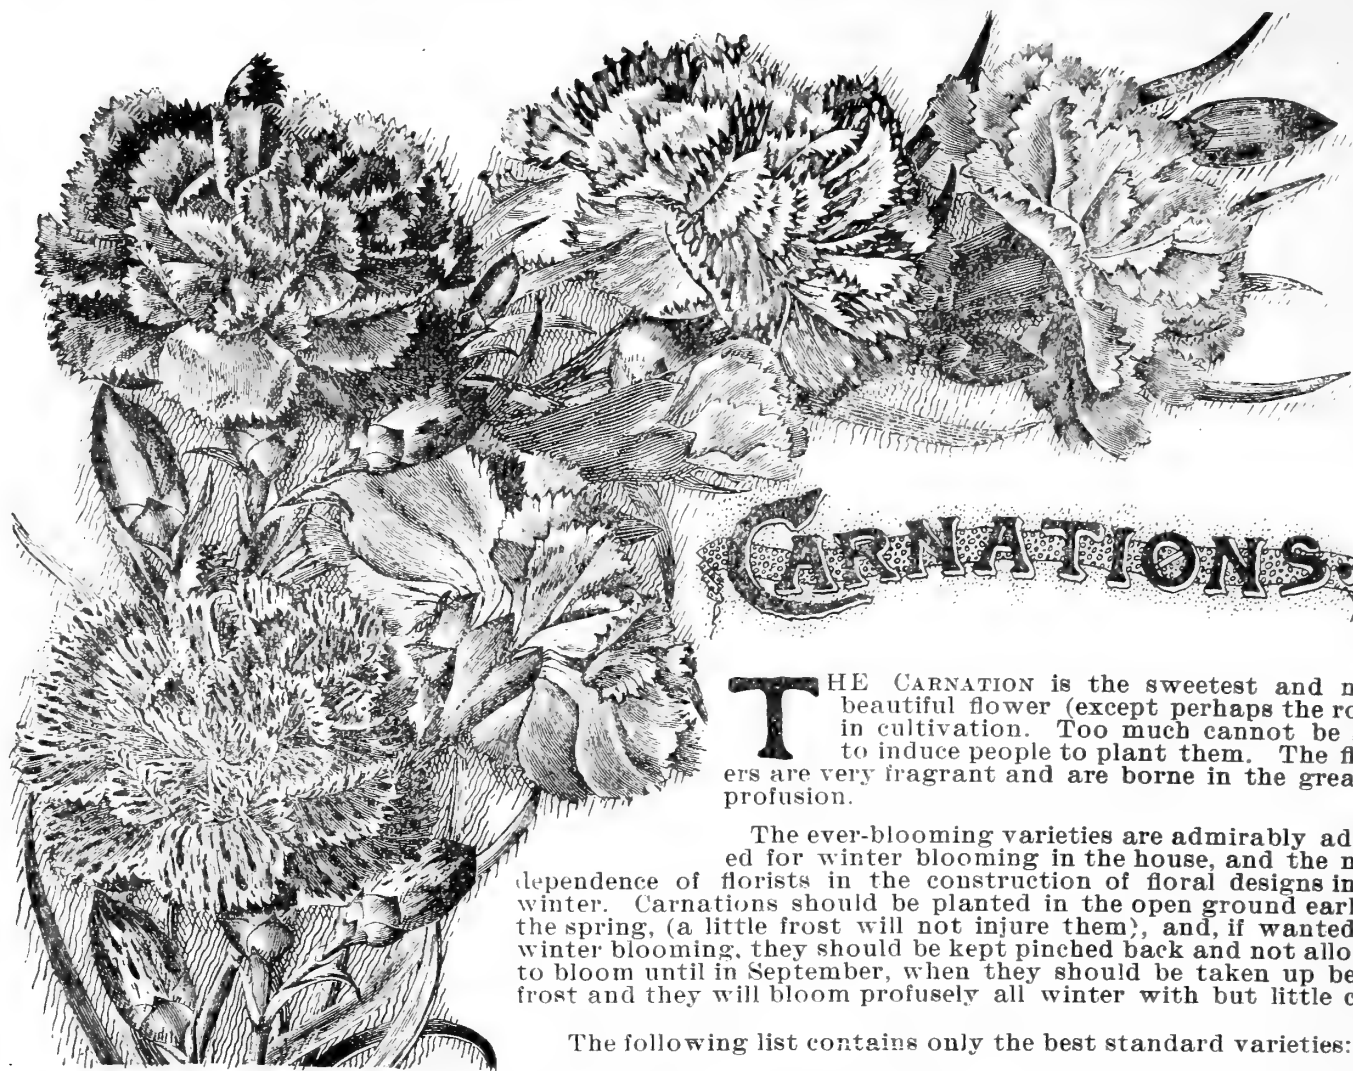 CARNATIONS.
THE CARNATION is the sweetest and
beautiful flower (except perhaps the
in cultivation. Too much cannot be
to induce people to plant them. The
ers are very fragrant and are borne in the
profusion.
The ever-blooming varieties are admirably ad
ed for winter blooming in the house, and the
dependence of florists in the construction of floral designs in
winter. Carnations should be planted in the open ground
the spring, (a little frost will not injure them), and, if wanted
winter blooming, they should be kept pinched back and not
to bloom until in September, when they should be taken up
frost and they will bloom profusely all winter with but little
The following list contains only the best standard varieties: